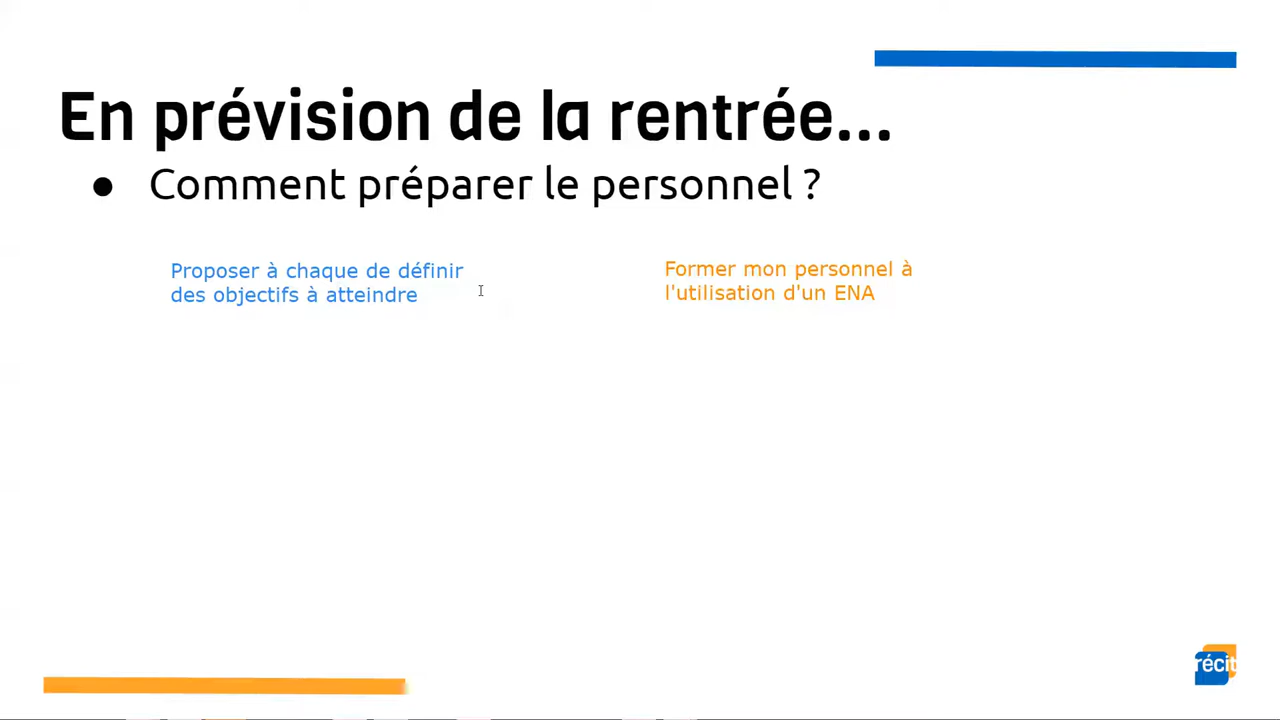 En prévision de la rentrée...
● Comment préparer le personnel ?
Proposer à chaque de définir
des objectifs à atteindre
Former mon personnel à
l'utilisation d'un ENA
récit